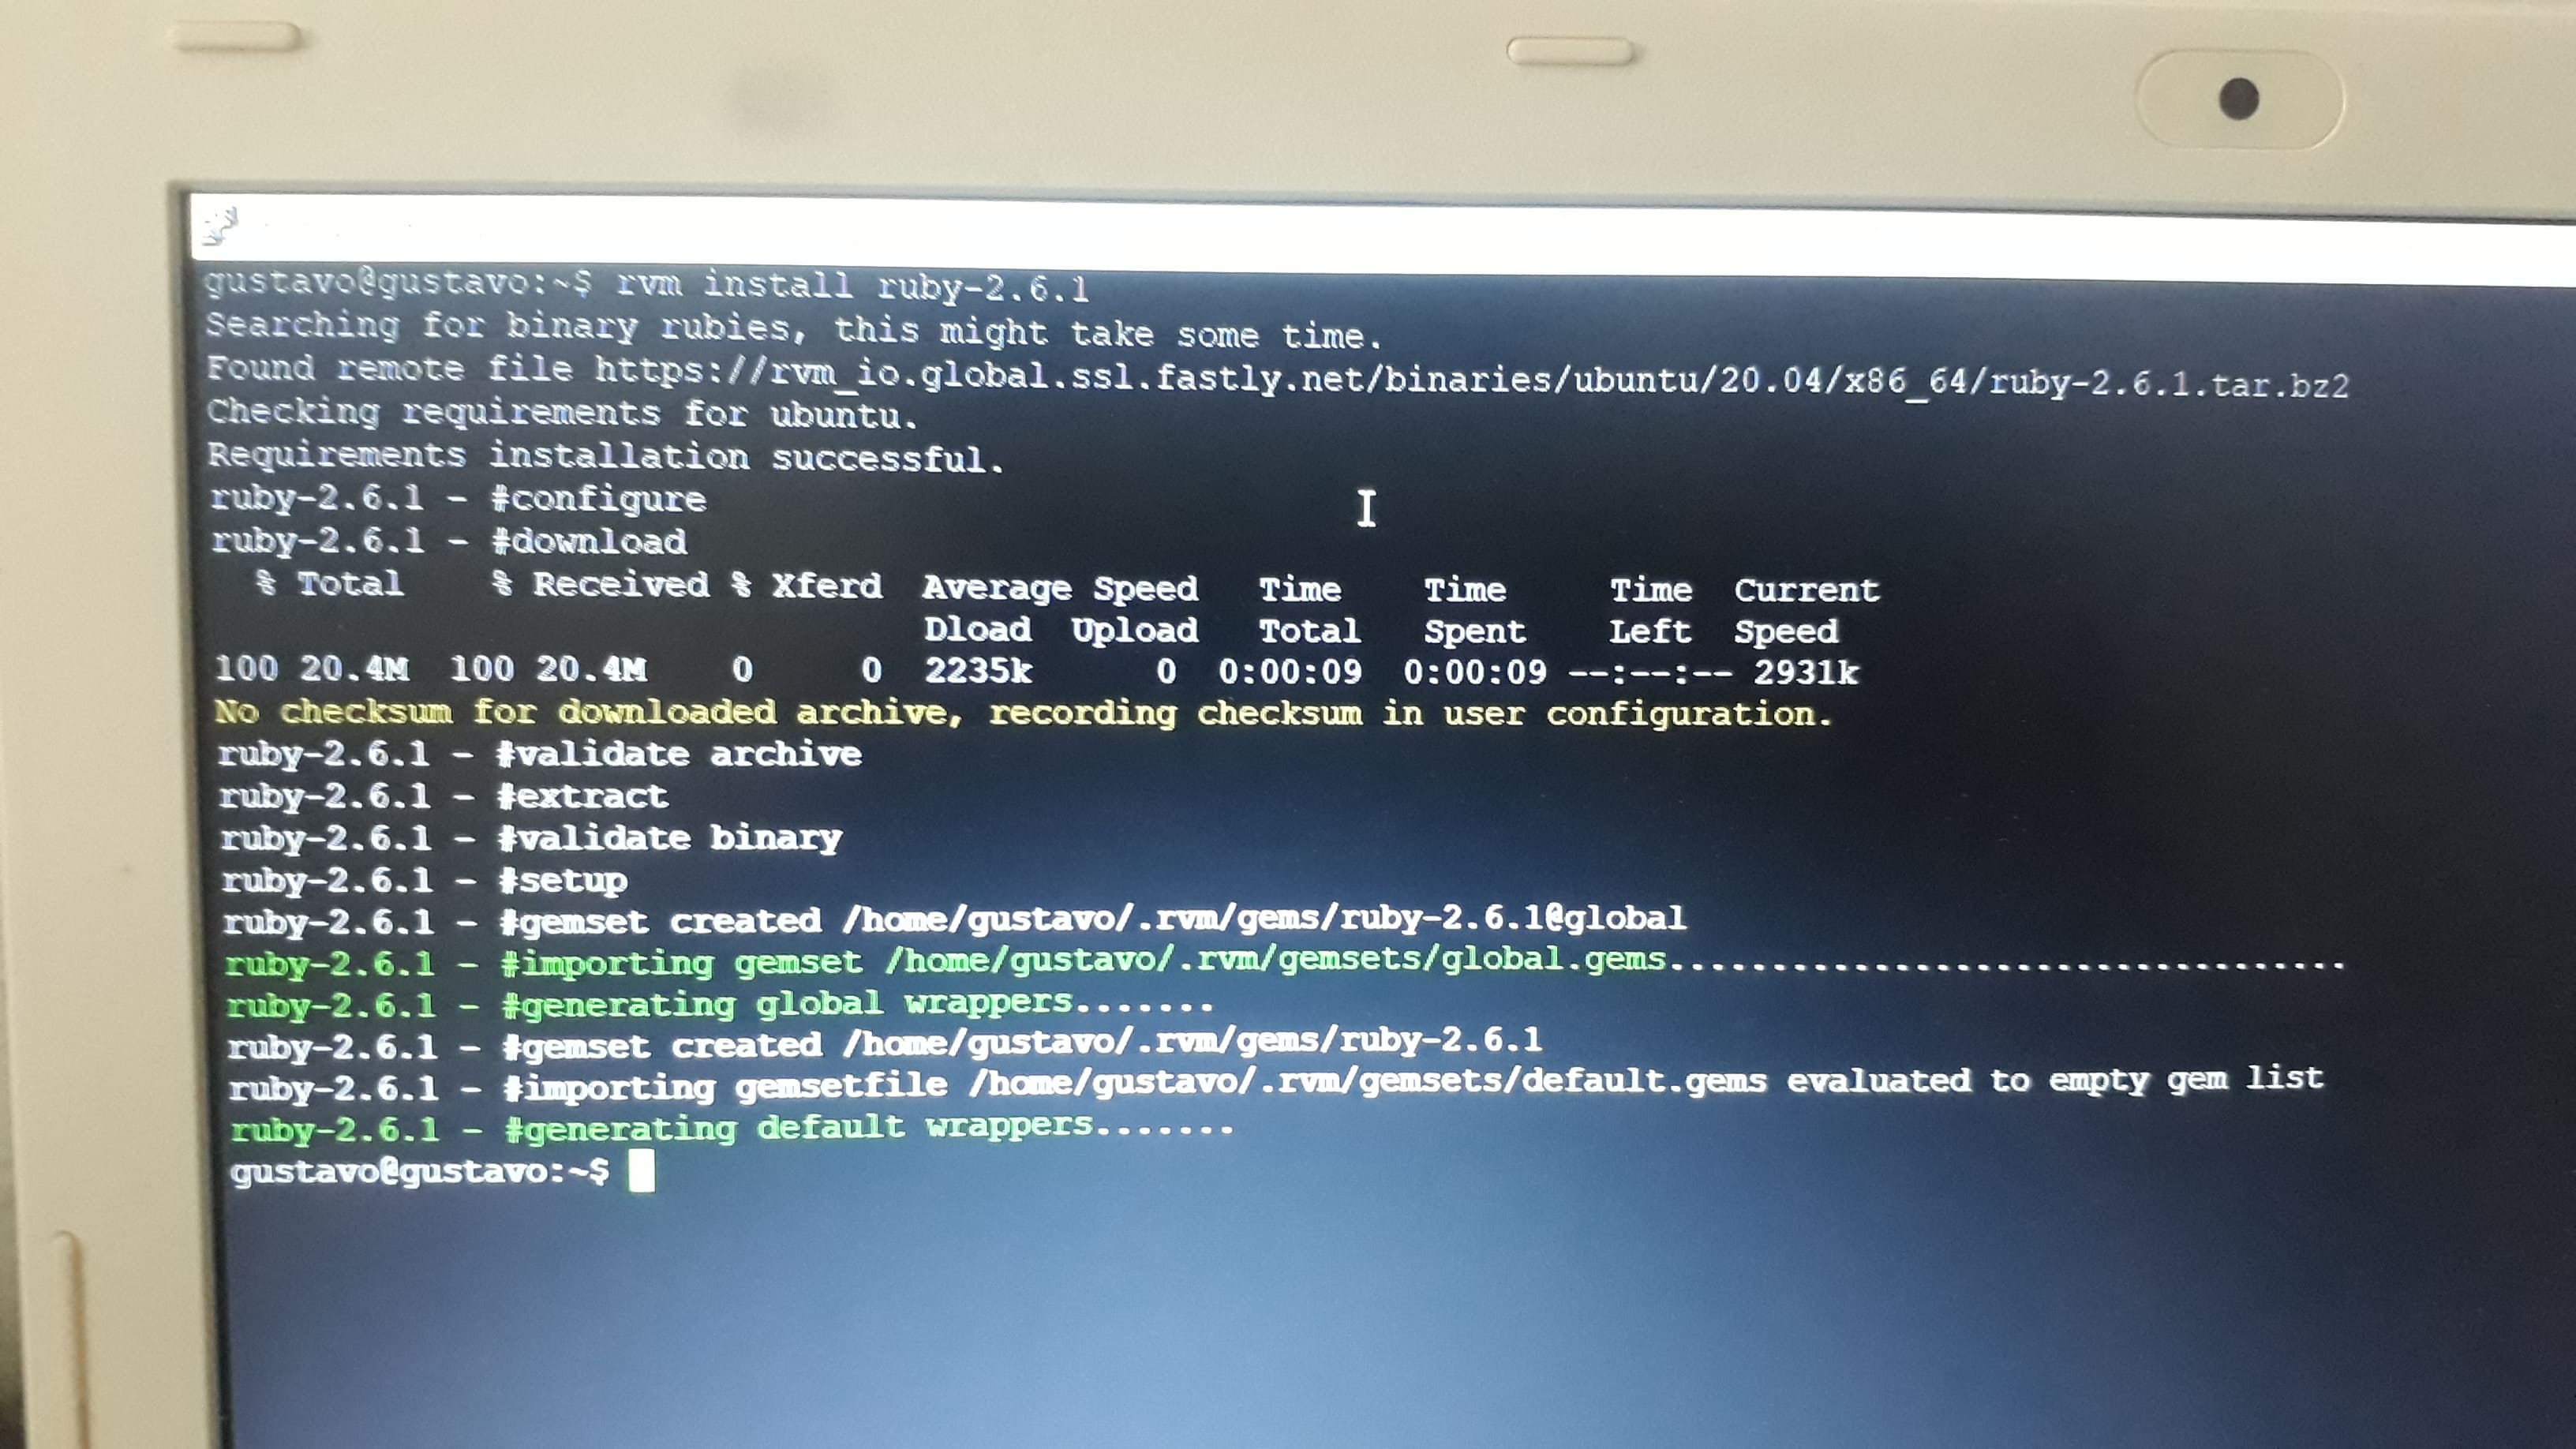 gustavo@gustavo:~$ rvm install ruby-2.6.1
Searching for binary rubies, this might take some time.
Found remote file https://rvm_io.global.ssl.fastly.net/binaries/ubuntu/20.04/x86_64/ruby-2.6.1.tar.bz2
Checking requirements for ubuntu.
Requirements installation successful.
ruby-2.6.1 - #configure
ruby-2.6.1 - #download
% Total % Received % Xferd Average Speed Time Time Time Current
Dload Upload Total Spent Left Speed
100 20.4M 100 20.4M 0 0 2235k 0 0:00:09 0:00:09 --:--:-- 2931k
No checksum for downloaded archive, recording checksum in user configuration.
ruby-2.6.1 - #validate archive
ruby-2.6.1 - #extract
ruby-2.6.1 - #validate binary
ruby-2.6.1 - #setup
ruby-2.6.1 - #gemset created /home/gustavo/.rvm/gems/ruby-2.6.1@global
ruby-2.6.1 - #importing gemset /home/gustavo/.rvm/gemsets/global.gems..................................
ruby-2.6.1 - #generating global wrappers.......
ruby-2.6.1 - #gemset created /home/gustavo/.rvm/gems/ruby-2.6.1
ruby-2.6.1 - #importing gemsetfile /home/gustavo/.rvm/gemsets/default.gems evaluated to empty gem list
ruby-2.6.1 - #generating default wrappers.......
gustavo@gustavo:~$